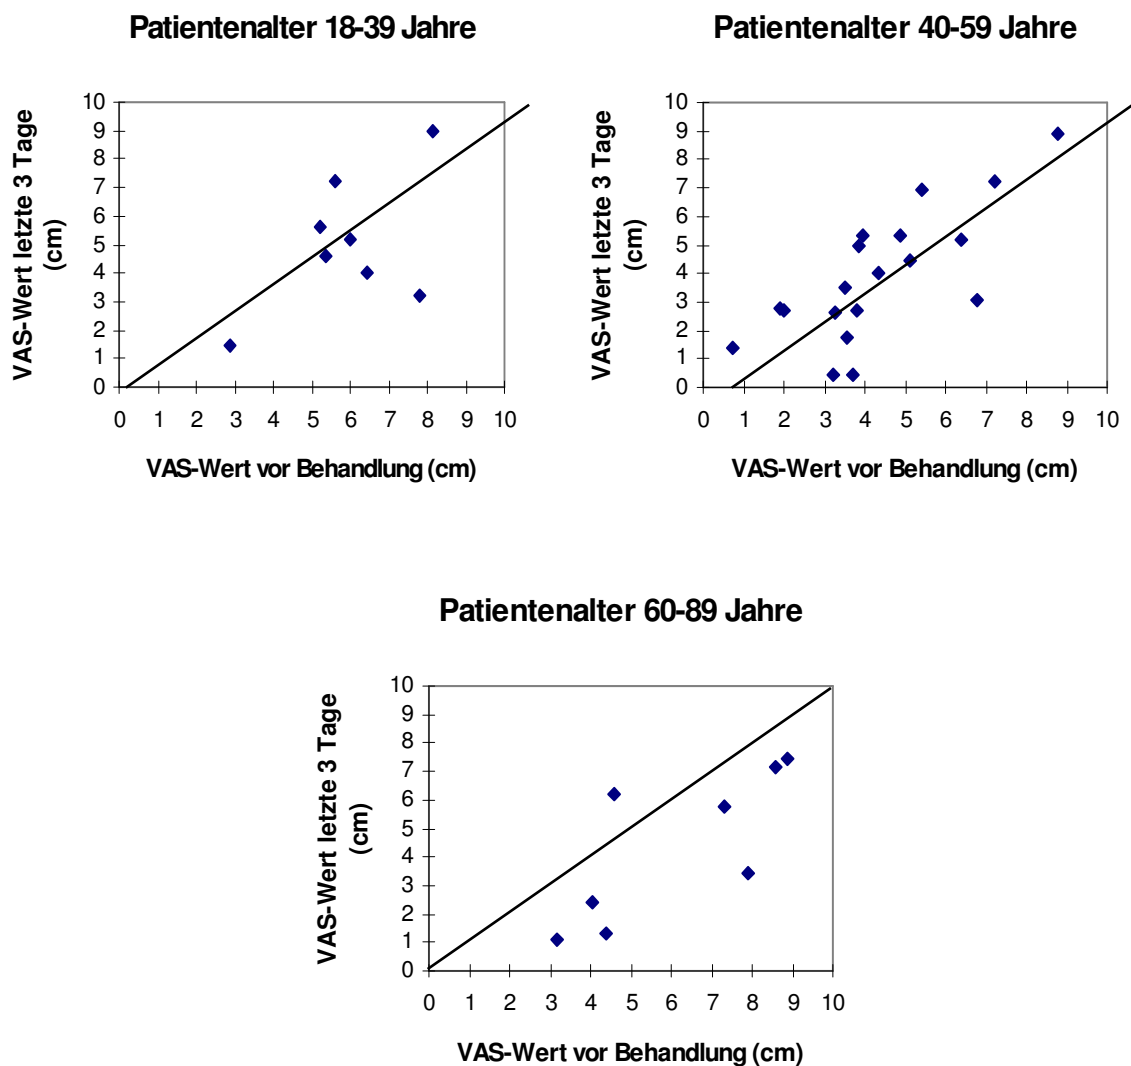 Patientenalter 18-39 Jahre
VAS-Wert letzte 3 Tage
(cm)
10
9
8
7
6
5
4
3
2
1
0
0 1 2 3 4 5 6 7 8 9 10
VAS-Wert vor Behandlung (cm)
Patientenalter 40-59 Jahre
VAS-Wert letzte 3 Tage
(cm)
10
9
8
7
6
5
4
3
2
1
0
0 1 2 3 4 5 6 7 8 9 10
VAS-Wert vor Behandlung (cm)
Patientenalter 60-89 Jahre
VAS-Wert letzte 3 Tage
(cm)
10
9
8
7
6
5
4
3
2
1
0
0 1 2 3 4 5 6 7 8 9 10
VAS-Wert vor Behandlung (cm)